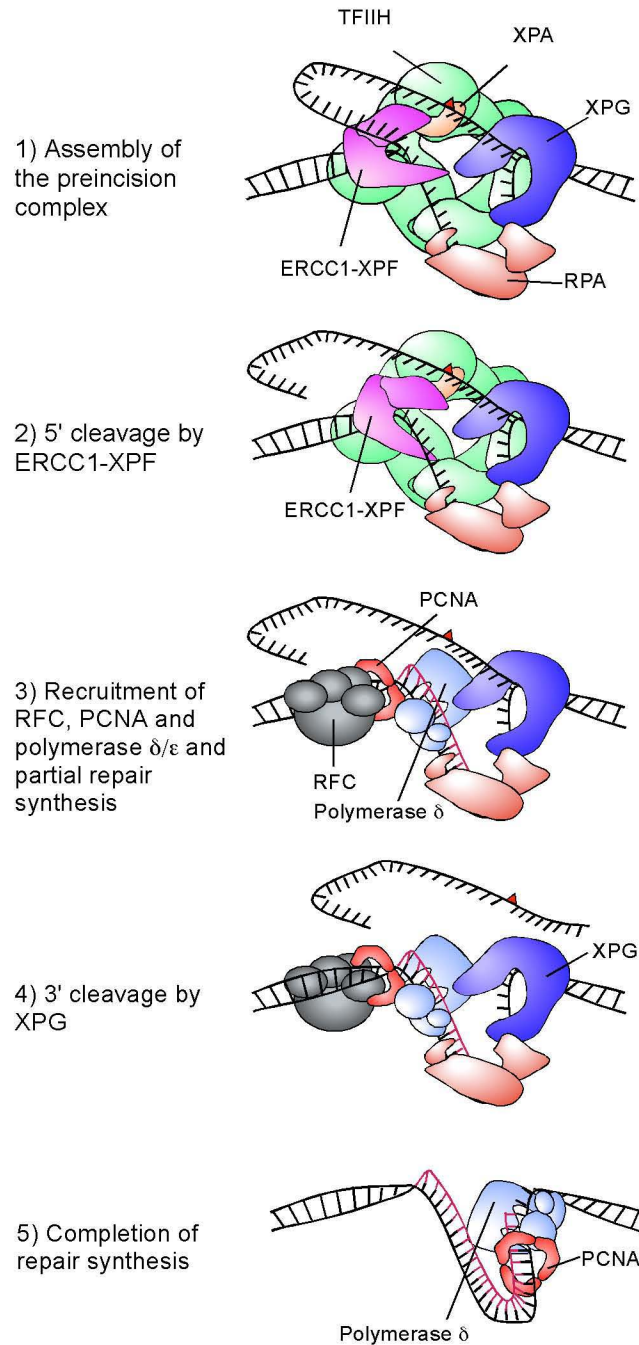 TFIIH
XPA
XPG
1) Assembly of
the preincision
complex
ERCC1-XPF
RPA
2) 5' cleavage by
ERCC1-XPF
ERCC1-XPF
PCNA
3) Recruitment of
RFC, PCNA and
polymerase δ/ε and
partial repair
synthesis
RFC
Polymerase δ
XPG
4) 3' cleavage by
XPG
5) Completion of
repair synthesis
PCNA
Polymerase δ